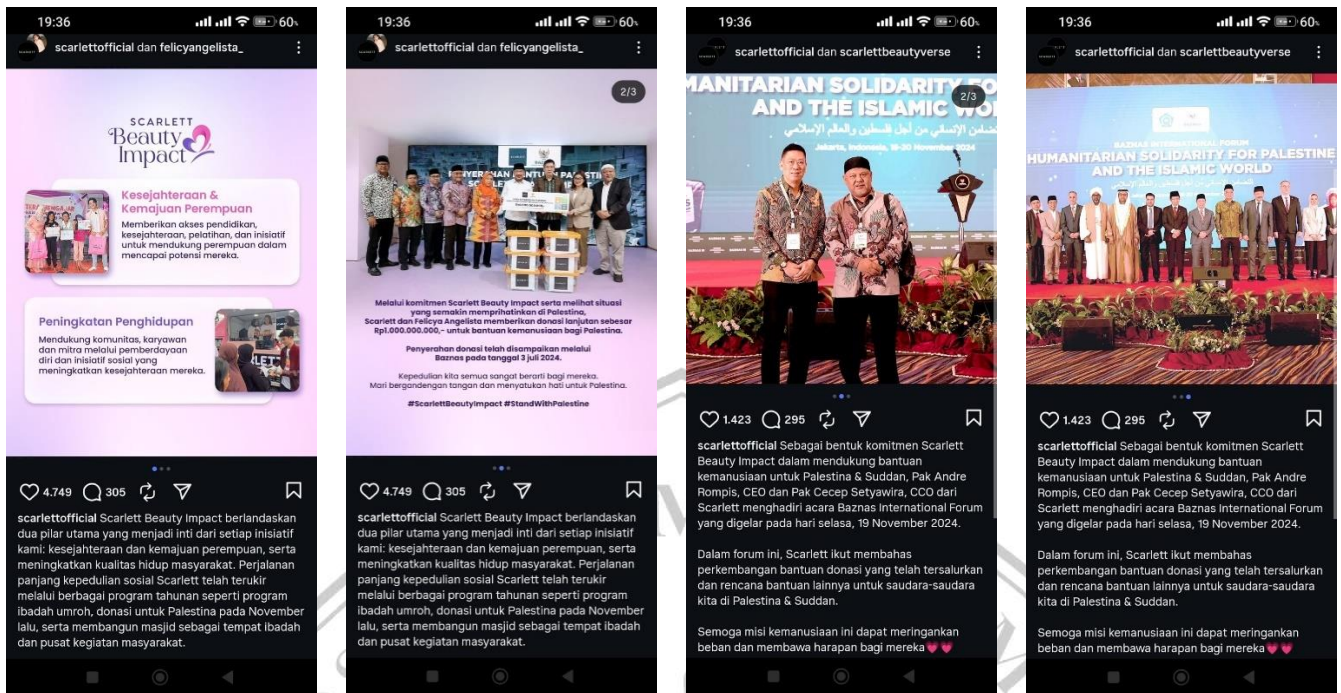 19:36
60%
scarlettofficial dan felicyangelista_
SCARLETT
Beauty
Impact
Kesejahteraan &
Kemajuan Perempuan
Memberikan akses pendidikan,
kesejahteraan, pelatihan, dan inisiatif
untuk mendukung perempuan dalam
mencapai potensi mereka.
Peningkatan Penghidupan
Mendukung komunitas, karyawan
dan mitra melalui pemberdayaan
diri dan inisiatif sosial yang
meningkatkan kesejahteraan mereka.
4.749 305
scarlettofficial Scarlett Beauty Impact berlandaskan
dua pilar utama yang menjadi inti dari setiap inisiatif
kami: kesejahteraan dan kemajuan perempuan, serta
meningkatkan kualitas hidup masyarakat. Perjalanan
panjang kepedulian sosial Scarlett telah terukir
melalui berbagai program tahunan seperti program
ibadah umroh, donasi untuk Palestina pada November
lalu, serta membangun masjid sebagai tempat ibadah
dan pusat kegiatan masyarakat.
19:36
60%
scarlettofficial dan felicyangelista_
2/3
Melalui komitmen Scarlett Beauty Impact serta melihat situasi
yang semakin memprihatinkan di Palestina,
Scarlett dan Felicya Angelista memberikan donasi lanjutan sebesar
Rp1.000.000.000,- untuk bantuan kemanusiaan bagi Palestina.
Penyerahan donasi telah disampaikan melalui
Baznas pada tanggal 3 juli 2024.
Kepedulian kita semua sangat berarti bagi mereka.
Mari bergandengan tangan dan menyatukan hati untuk Palestina.
#ScarlettBeautyImpact #StandWithPalestine
4.749 305
scarlettofficial Scarlett Beauty Impact berlandaskan
dua pilar utama yang menjadi inti dari setiap inisiatif
kami: kesejahteraan dan kemajuan perempuan, serta
meningkatkan kualitas hidup masyarakat. Perjalanan
panjang kepedulian sosial Scarlett telah terukir
melalui berbagai program tahunan seperti program
ibadah umroh, donasi untuk Palestina pada November
lalu, serta membangun masjid sebagai tempat ibadah
dan pusat kegiatan masyarakat.
19:36
60%
scarlettofficial dan scarlettbeautyverse
MANITARIAN SOLIDARITY FO
AND THE ISLAMIC WO
2/3
من أجل فلسطين والعالم الإسلامي
Jakarta, Indonesia, 18-20 November 2024
1.423 295
scarlettofficial Sebagai bentuk komitmen Scarlett
Beauty Impact dalam mendukung bantuan
kemanusiaan untuk Palestina & Suddan, Pak Andre
Rompis, CEO dan Pak Cecep Setyawira, CCO dari
Scarlett menghadiri acara Baznas International Forum
yang digelar pada hari selasa, 19 November 2024.
Dalam forum ini, Scarlett ikut membahas
perkembangan bantuan donasi yang telah tersalurkan
dan rencana bantuan lainnya untuk saudara-saudara
kita di Palestina & Suddan.
Semoga misi kemanusiaan ini dapat meringankan
beban dan membawa harapan bagi mereka
19:36
60%
scarlettofficial dan scarlettbeautyverse
BAZNAS INTERNATIONAL FORUM
HUMANITARIAN SOLIDARITY FOR PALESTINE
AND THE ISLAMIC WORLD
1.423 295
scarlettofficial Sebagai bentuk komitmen Scarlett
Beauty Impact dalam mendukung bantuan
kemanusiaan untuk Palestina & Suddan, Pak Andre
Rompis, CEO dan Pak Cecep Setyawira, CCO dari
Scarlett menghadiri acara Baznas International Forum
yang digelar pada hari selasa, 19 November 2024.
Dalam forum ini, Scarlett ikut membahas
perkembangan bantuan donasi yang telah tersalurkan
dan rencana bantuan lainnya untuk saudara-saudara
kita di Palestina & Suddan.
Semoga misi kemanusiaan ini dapat meringankan
beban dan membawa harapan bagi mereka